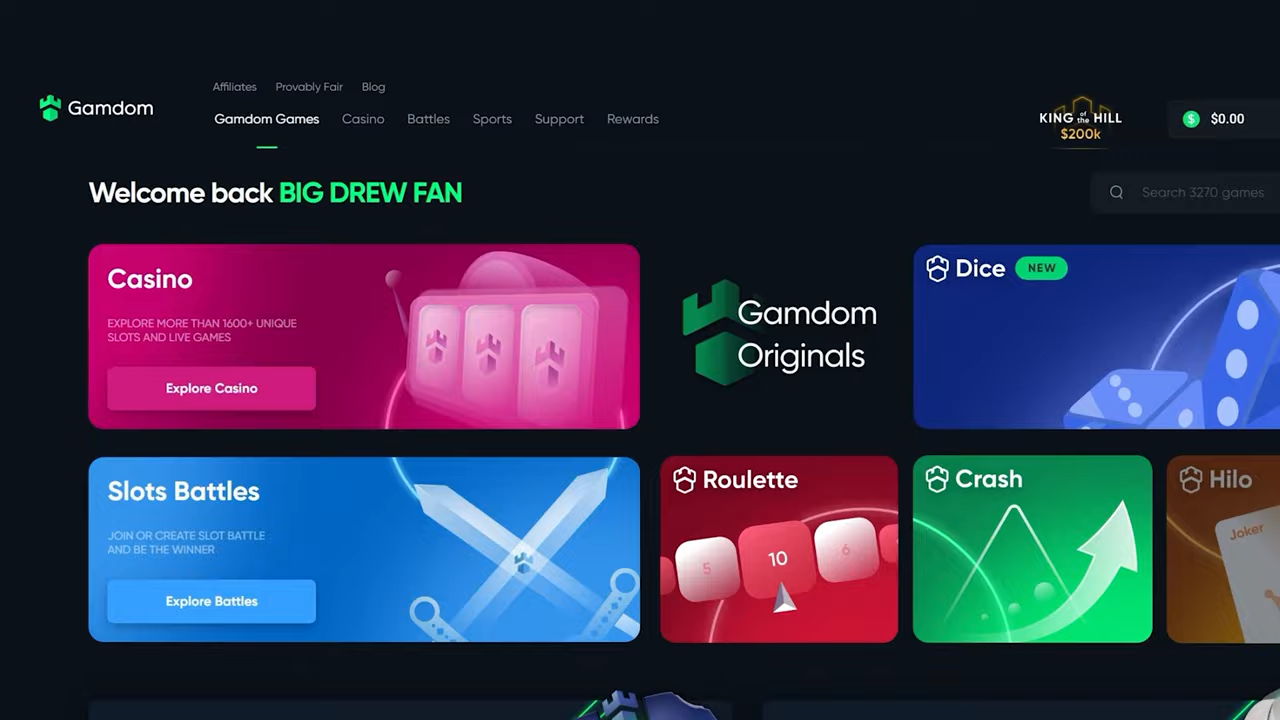 Affiliates Provably Fair Blog
Gamdom
Gamdom Games Casino Battles Sports Support Rewards
KING of the HILL
$200k
$ $0.00
Welcome back BIG DREW FAN
Search 3270 games
Casino
EXPLORE MORE THAN 1600+ UNIQUE
SLOTS AND LIVE GAMES
Explore Casino
Gamdom
Originals
Dice NEW
Slots Battles
JOIN OR CREATE SLOT BATTLE
AND BE THE WINNER
Explore Battles
Roulette
5 10 6
Crash
Hilo
Joker